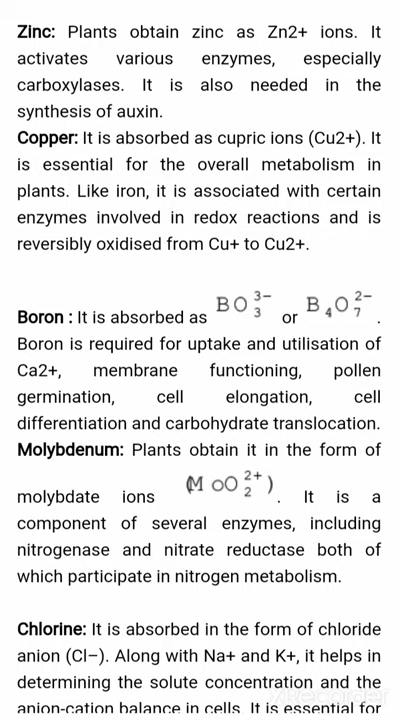 Zinc: Plants obtain zinc as Zn2+ ions. It
activates various enzymes, especially
carboxylases. It is also needed in the
synthesis of auxin.
Copper: It is absorbed as cupric ions (Cu2+). It
is essential for the overall metabolism in
plants. Like iron, it is associated with certain
enzymes involved in redox reactions and is
reversibly oxidised from Cu+ to Cu2+.
Boron : It is absorbed as BO₃³⁻ or B₄O₇²⁻.
Boron is required for uptake and utilisation of
Ca2+, membrane functioning, pollen
germination, cell elongation, cell
differentiation and carbohydrate translocation.
Molybdenum: Plants obtain it in the form of
molybdate ions (MoO₂²⁺). It is a
component of several enzymes, including
nitrogenase and nitrate reductase both of
which participate in nitrogen metabolism.
Chlorine: It is absorbed in the form of chloride
anion (Cl−). Along with Na+ and K+, it helps in
determining the solute concentration and the
anion-cation balance in cells. It is essential for